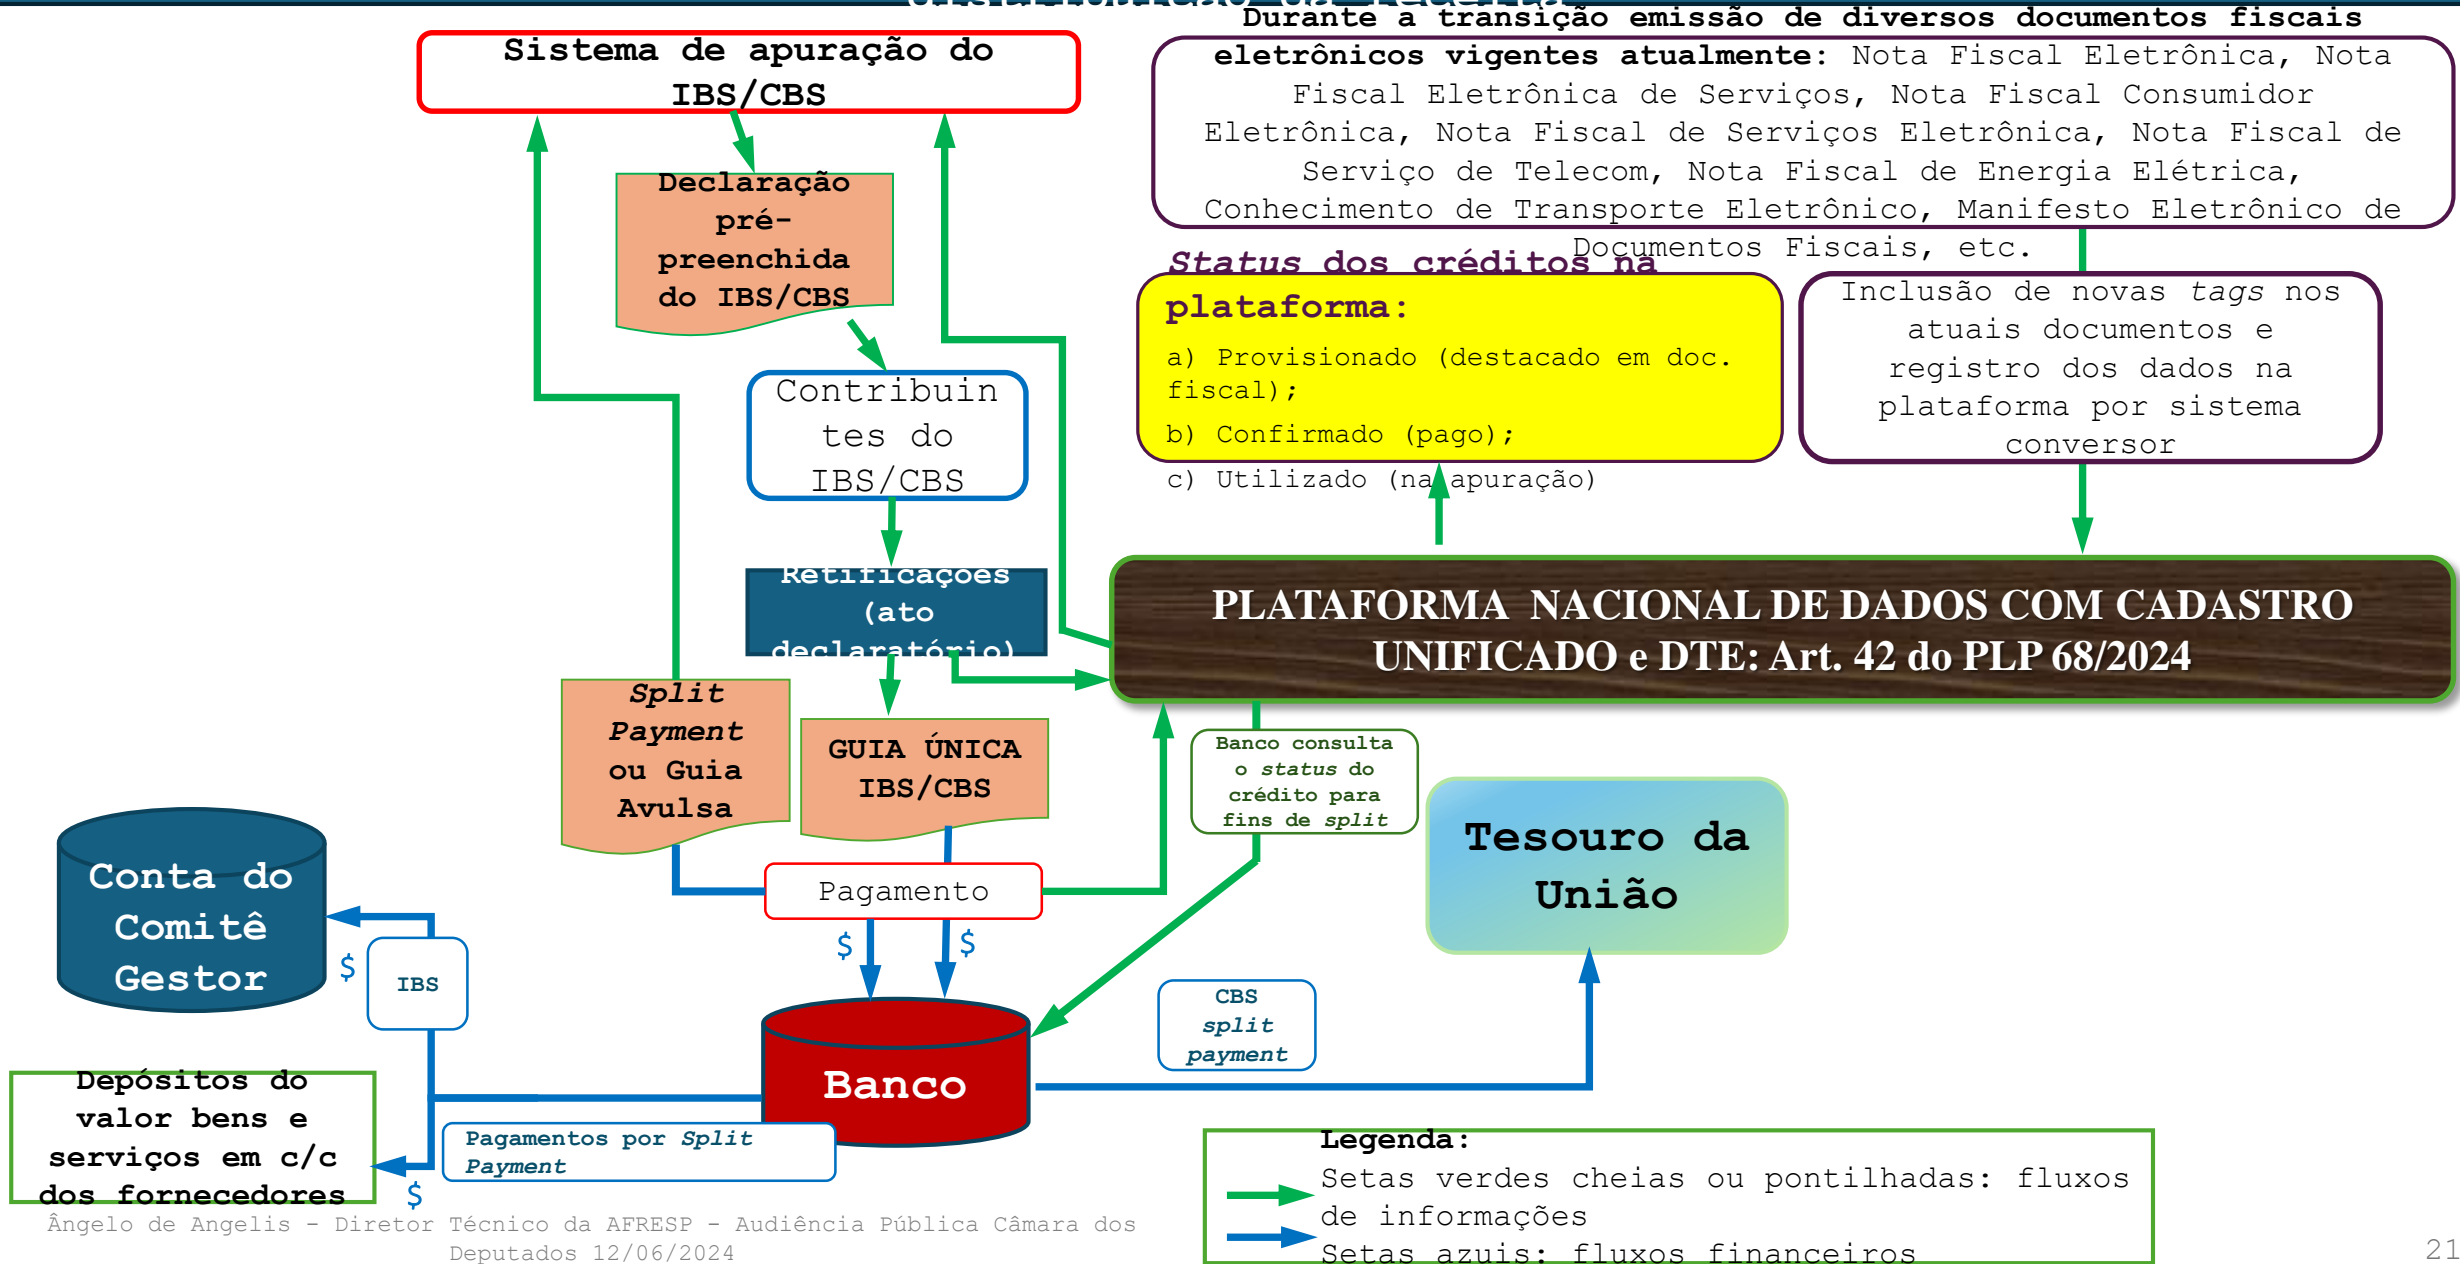 Durante a transição emissão de diversos documentos fiscais
eletrônicos vigentes atualmente: Nota Fiscal Eletrônica, Nota
Fiscal Eletrônica de Serviços, Nota Fiscal Consumidor
Eletrônica, Nota Fiscal de Serviços Eletrônica, Nota Fiscal de
Serviço de Telecom, Nota Fiscal de Energia Elétrica,
Conhecimento de Transporte Eletrônico, Manifesto Eletrônico de
Documentos Fiscais, etc.
Sistema de apuração do
IBS/CBS
Declaração
pré-
preenchida
do IBS/CBS
Status dos créditos na
plataforma:
a) Provisionado (destacado em doc.
fiscal);
b) Confirmado (pago);
c) Utilizado (na apuração)
Inclusão de novas tags nos
atuais documentos e
registro dos dados na
plataforma por sistema
conversor
Contribuin
tes do
IBS/CBS
Retificações
(ato
declaratório)
PLATAFORMA NACIONAL DE DADOS COM CADASTRO
UNIFICADO e DTE: Art. 42 do PLP 68/2024
Split
Payment
ou Guia
Avulsa
GUIA ÚNICA
IBS/CBS
Banco consulta
o status do
crédito para
fins de split
Tesouro da
União
Pagamento
Conta do
Comitê
Gestor
$
$
$
IBS
CBS
split
payment
Banco
Depósitos do
valor bens e
serviços em c/c
dos fornecedores
$
Pagamentos por Split
Payment
Legenda:
Setas verdes cheias ou pontilhadas: fluxos
de informações
Setas azuis: fluxos financeiros
Ângelo de Angelis - Diretor Técnico da AFRESP - Audiência Pública Câmara dos
Deputados 12/06/2024
21